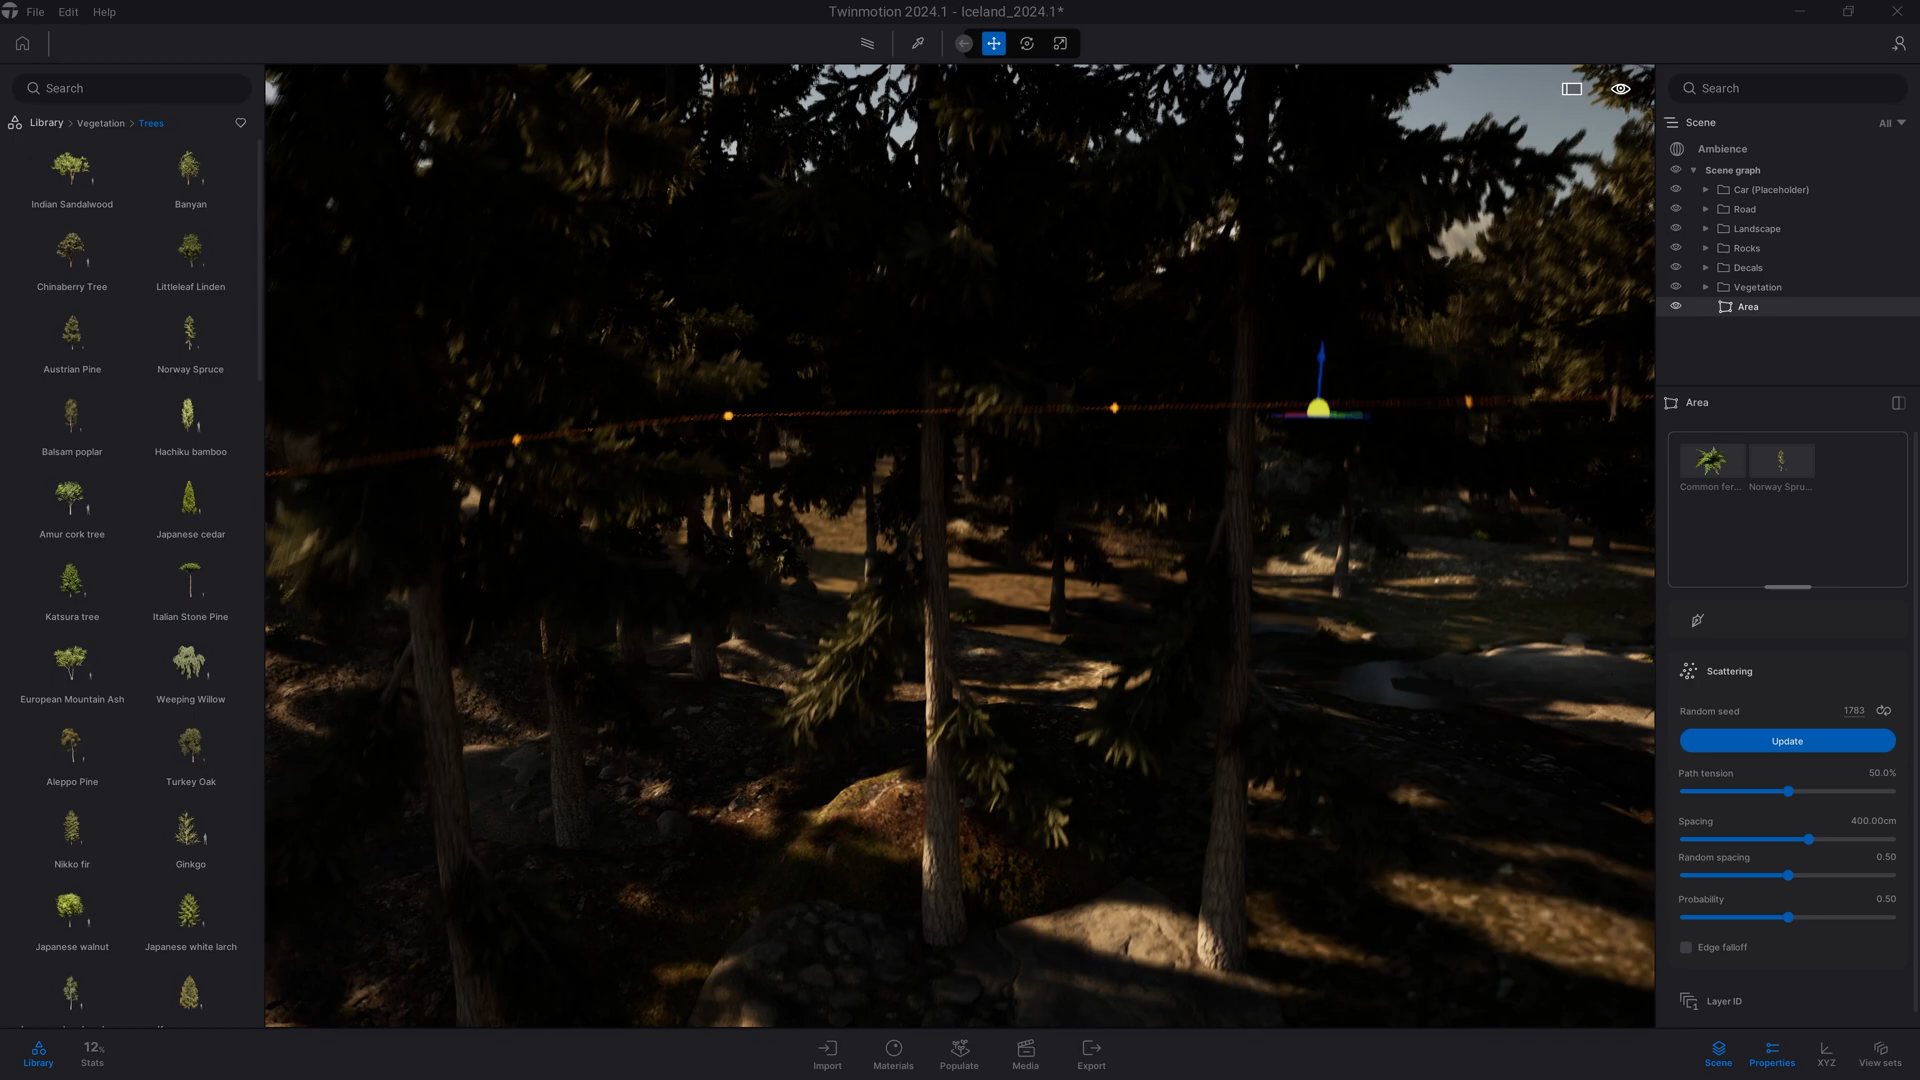 File Edit Help
Twinmotion 2024.1 - Iceland_2024.1*
Search
Library > Vegetation > Trees
Indian Sandalwood
Banyan
Chinaberry Tree
Littleleaf Linden
Austrian Pine
Norway Spruce
Balsam poplar
Hachiku bamboo
Amur cork tree
Japanese cedar
Katsura tree
Italian Stone Pine
European Mountain Ash
Weeping Willow
Aleppo Pine
Turkey Oak
Nikko fir
Ginkgo
Japanese walnut
Japanese white larch
Search
Scene
All
Ambience
Scene graph
Car (Placeholder)
Road
Landscape
Rocks
Decals
Vegetation
Area
Area
Common fer...
Norway Spru...
Scattering
Random seed 1783
Update
Path tension 50.0%
Spacing 400.00cm
Random spacing 0.50
Probability 0.50
Edge falloff
Layer ID
Library
12%
Stats
Import
Materials
Populate
Media
Export
Scene
Properties
XYZ
View sets